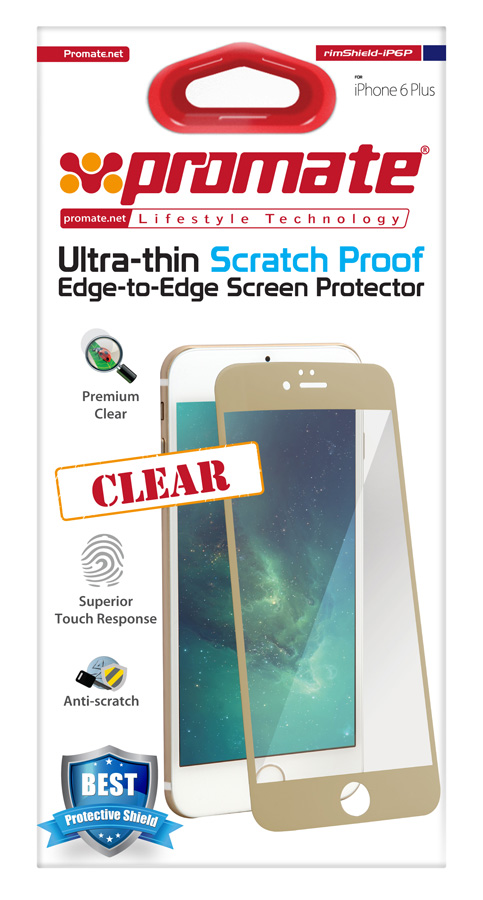 Promate.net
rimShield-iP6P
FOR
iPhone 6 Plus
promate®
promate.net Lifestyle Technology
Ultra-thin Scratch Proof
Edge-to-Edge Screen Protector
Premium
Clear
CLEAR
Superior
Touch Response
Anti-scratch
BEST
Protective Shield